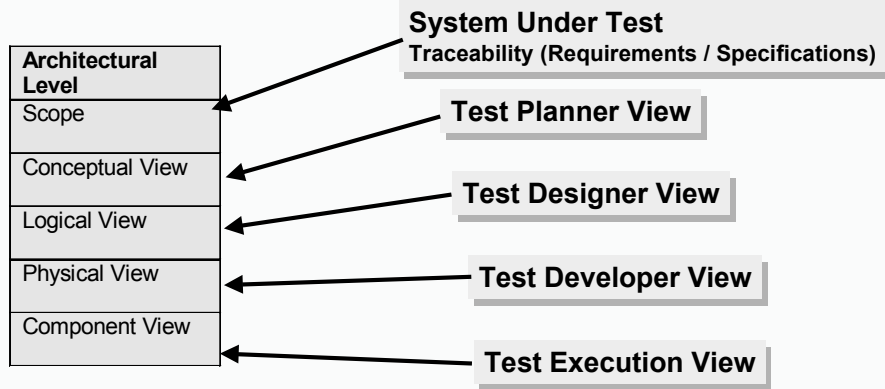 System Under Test
Traceability (Requirements / Specifications)
Architectural
Level
Scope
Test Planner View
Conceptual View
Test Designer View
Logical View
Physical View
Test Developer View
Component View
Test Execution View